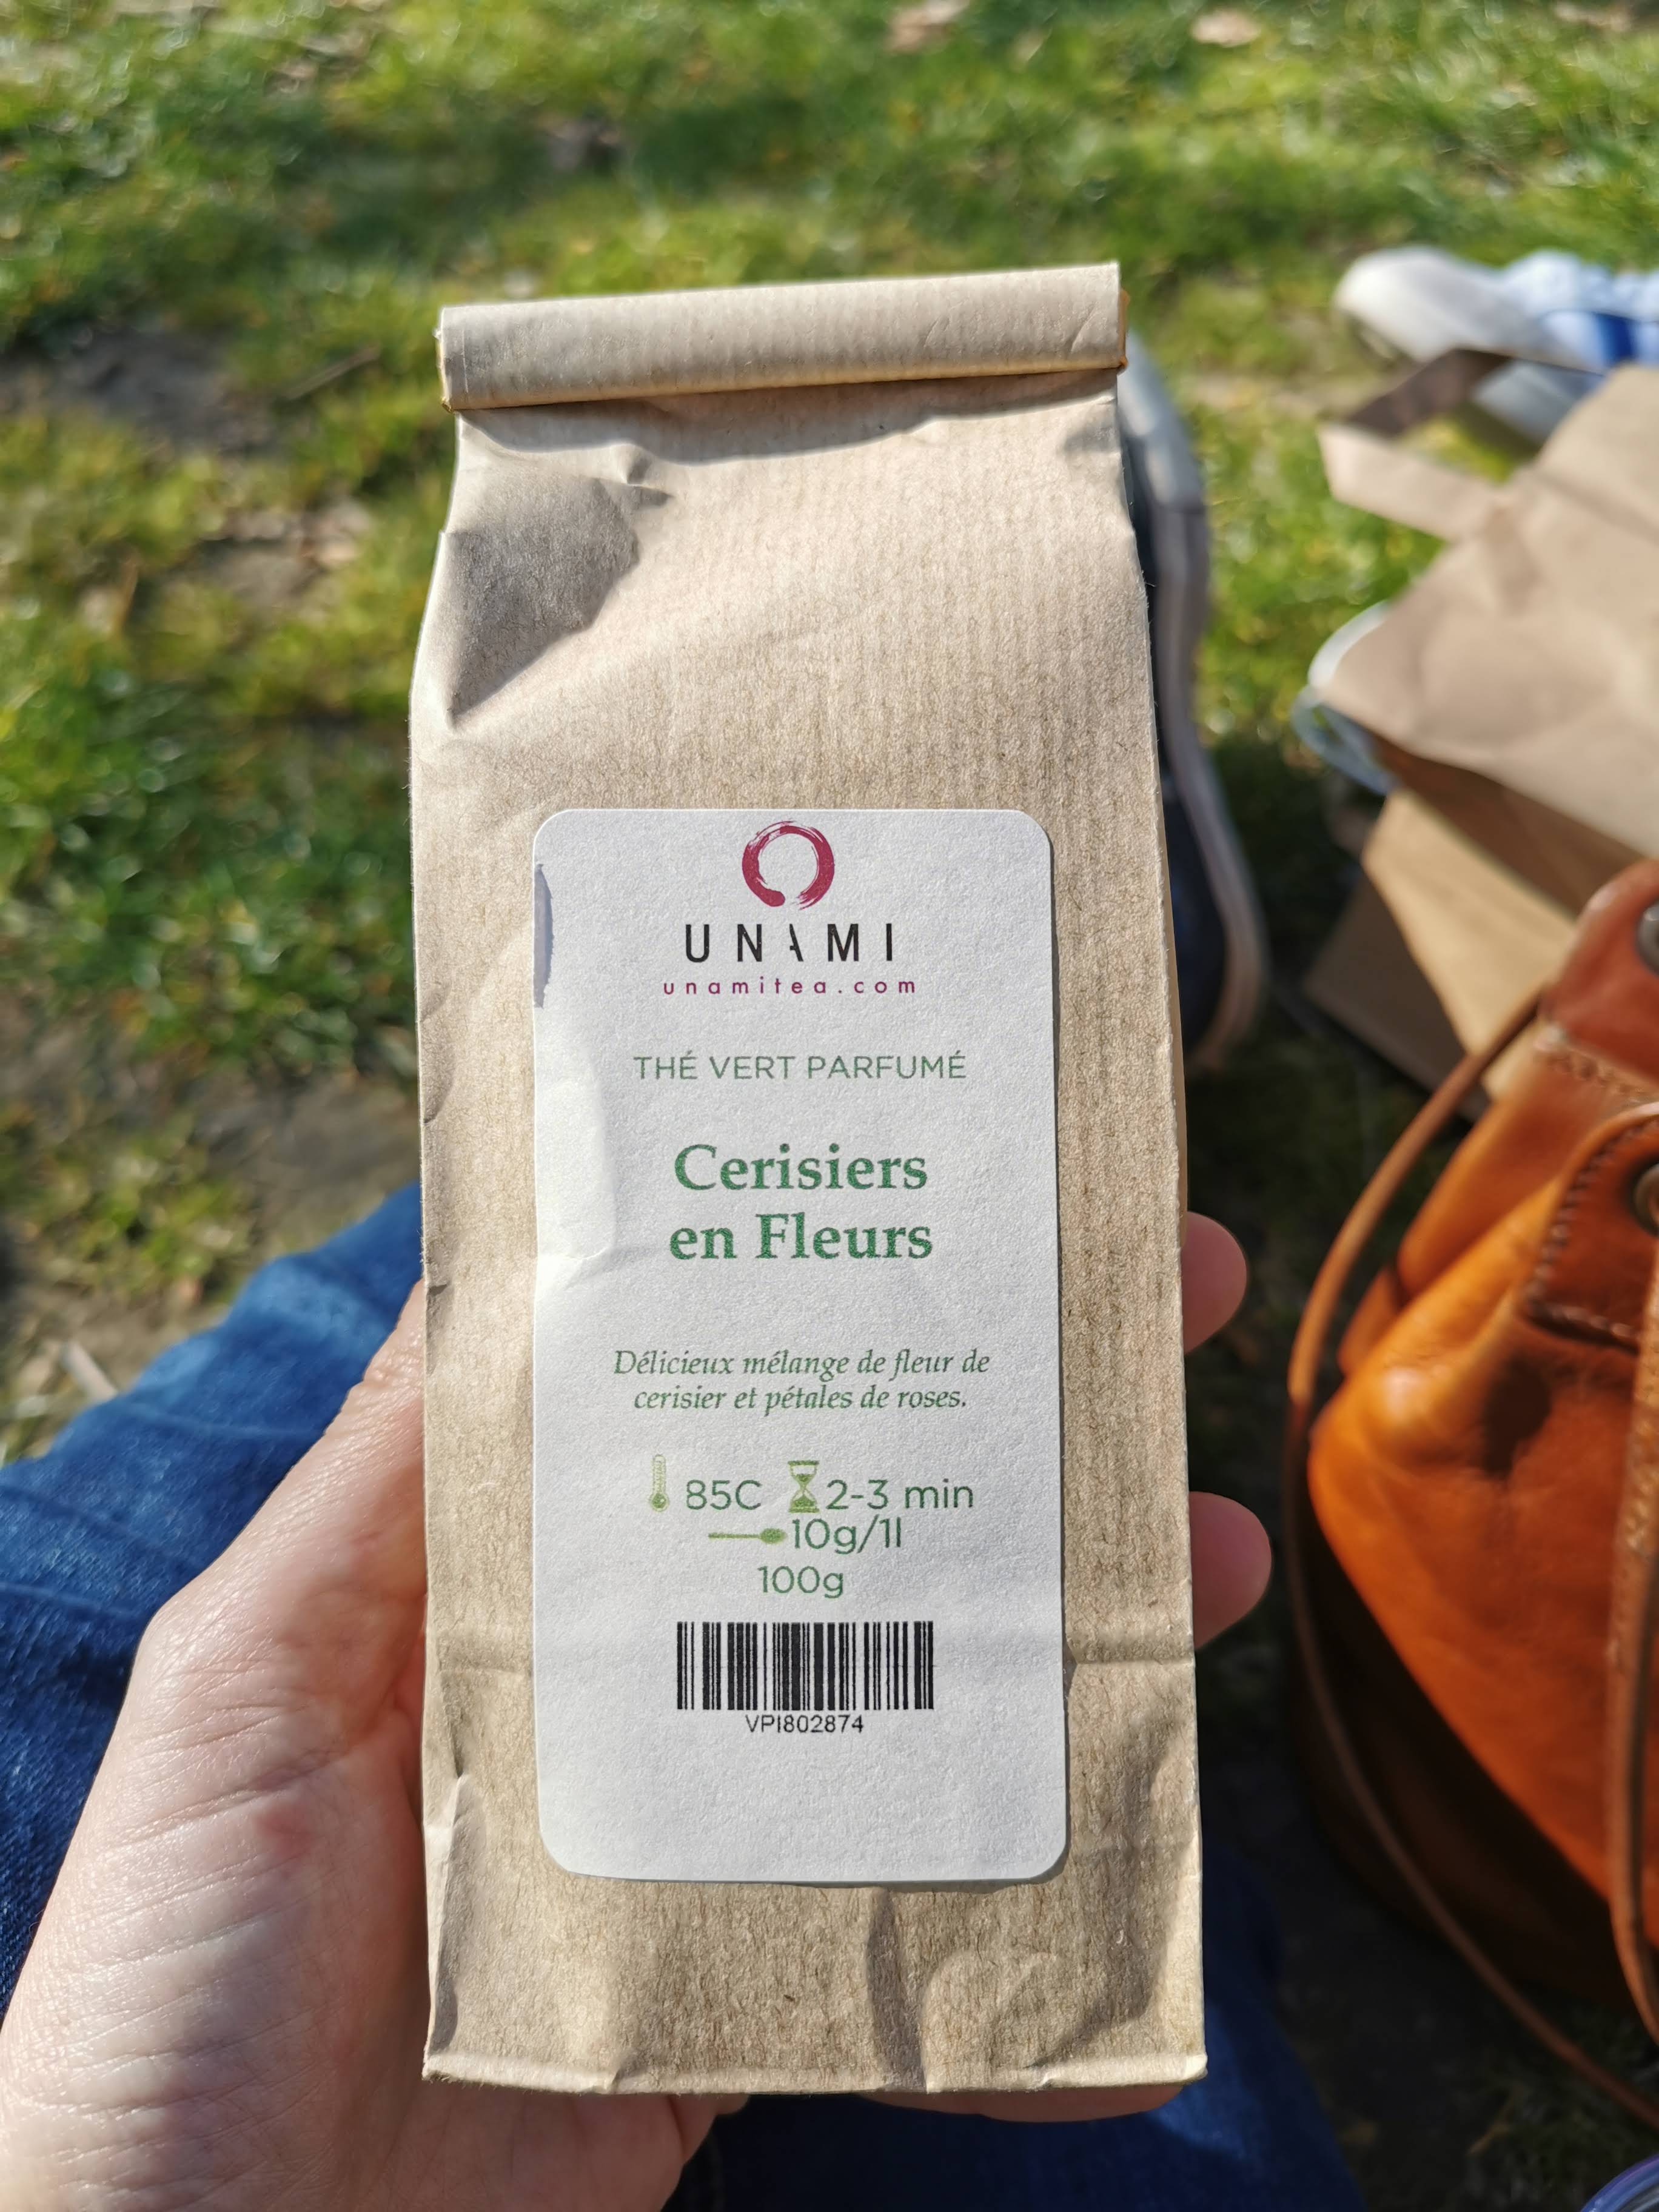 UNAMI
unamitea.com
THÉ VERT PARFUMÉ
Cerisiers
en Fleurs
Délicieux mélange de fleur de
cerisier et pétales de roses.
85C 2-3 min
10g/1l
100g
VPI802874